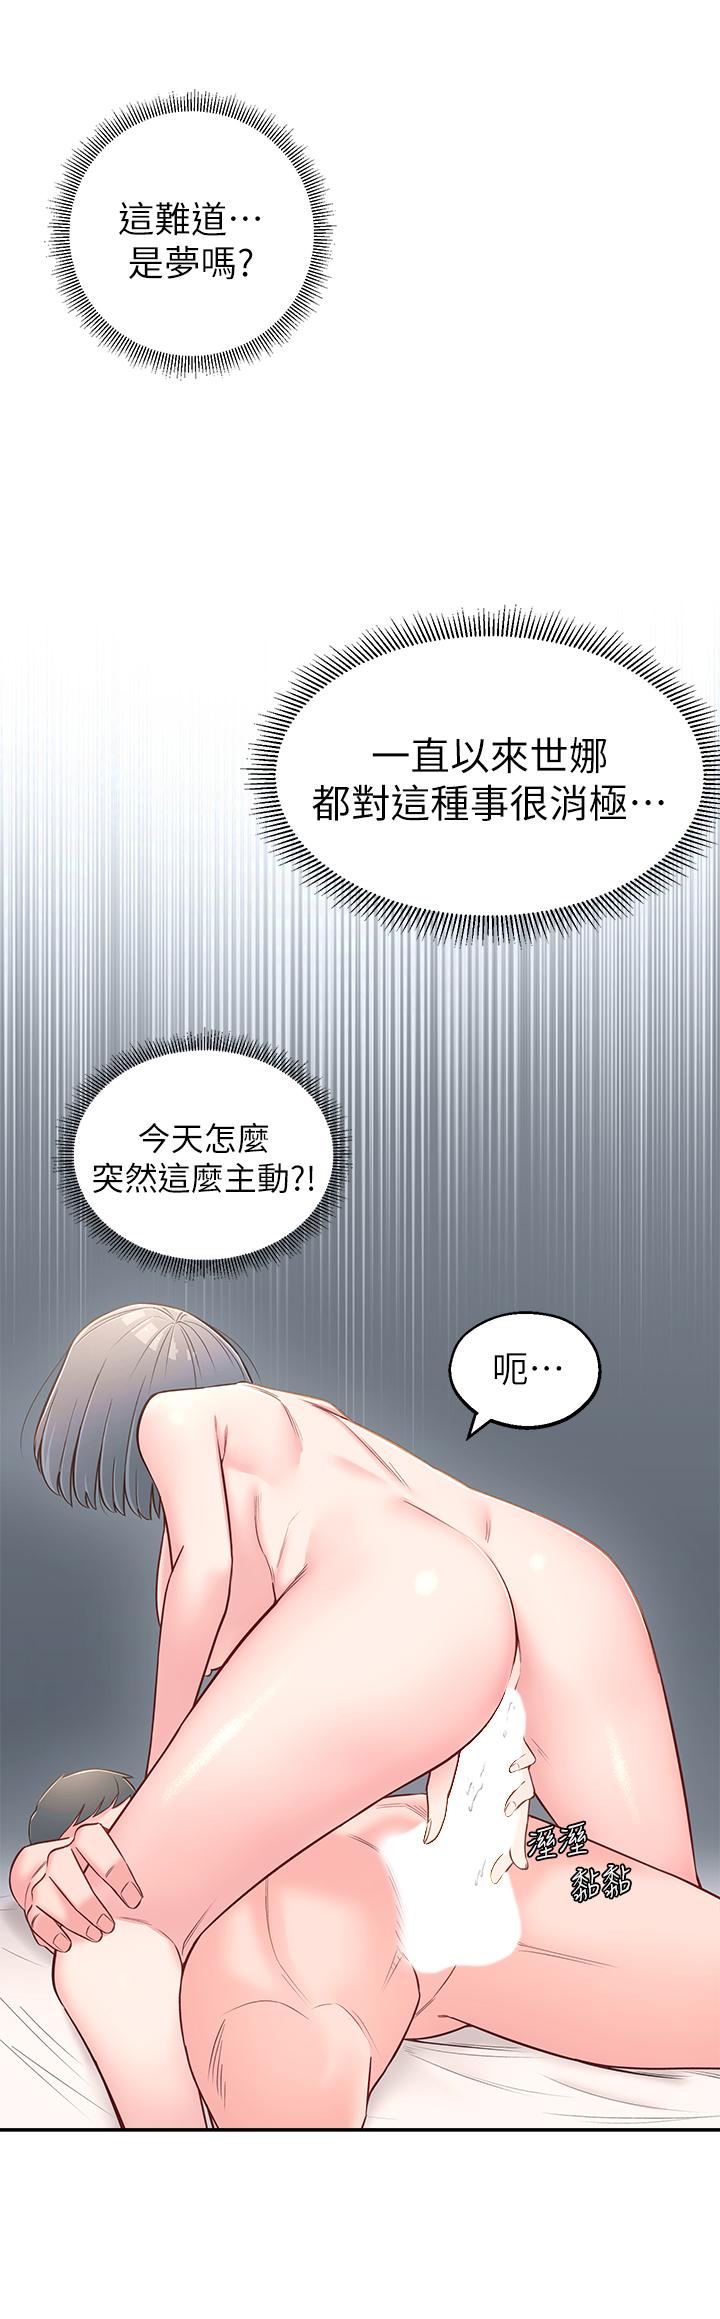 這難道⋯
是夢嗎?
一直以來世娜
都對這種事很消極⋯
今天怎麼
突然這麼主動?!
呃⋯
溼溼
黏黏